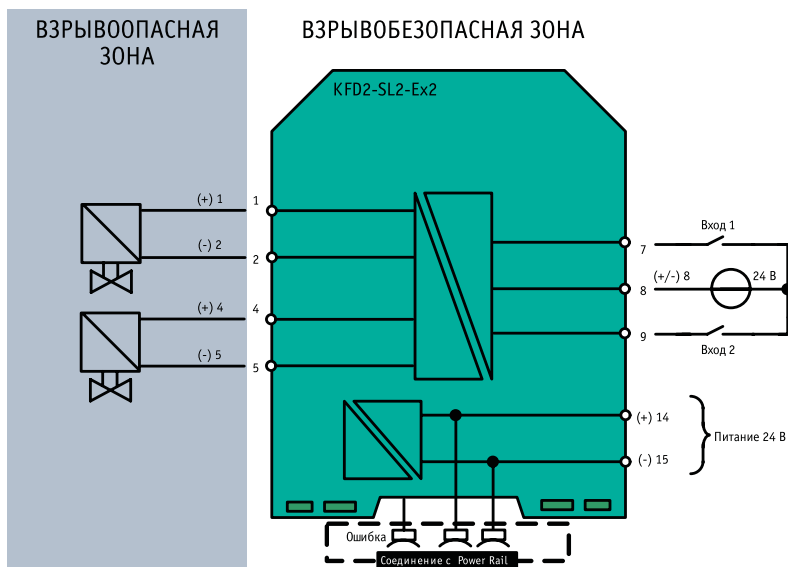 ВЗРЫВООПАСНАЯ
ЗОНА
ВЗРЫВОБЕЗОПАСНАЯ ЗОНА
KFD2-SL2-Ex2
(+) 1
1
(-) 2
2
(+) 4
4
(-) 5
5
7
Вход 1
8
(+/-) 8
24 В
9
Вход 2
(+) 14
Питание 24 В
(-) 15
Ошибка
Соединение с Power Rail